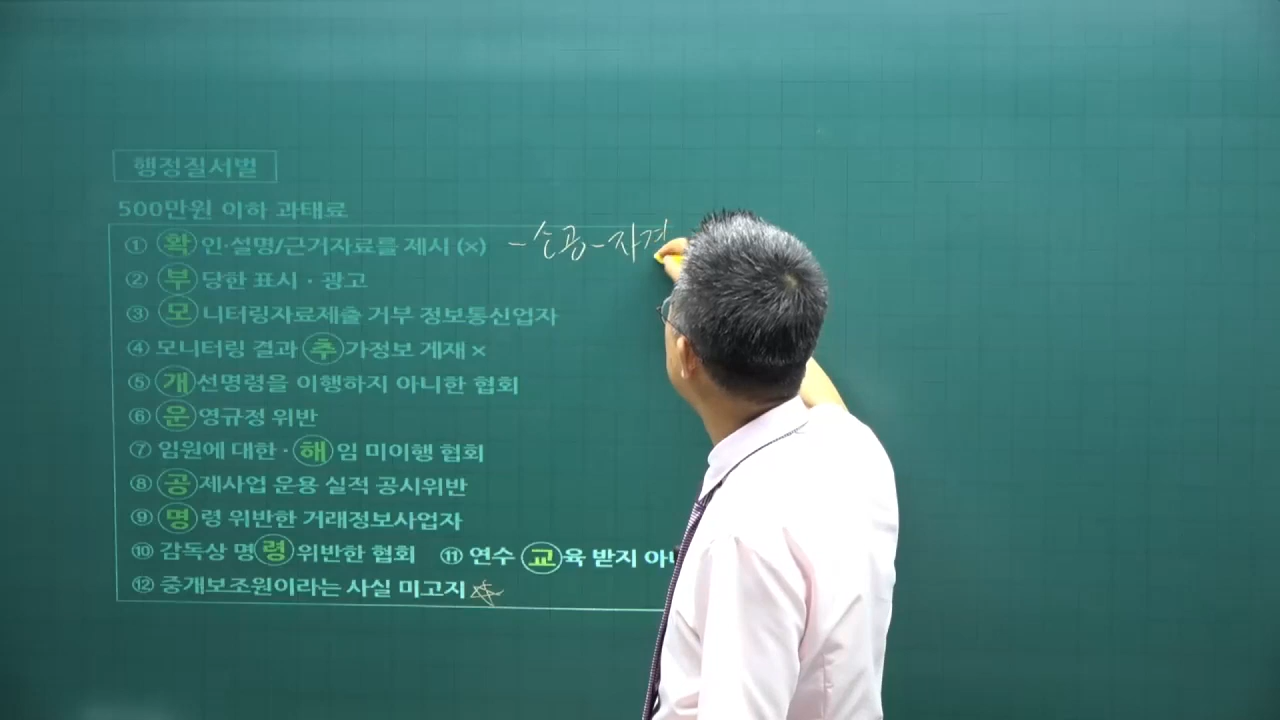 행정질서벌
500만원 이하 과태료
① 확인·설명/근거자료를 제시 (×) - 소공 - 자격
② 부당한 표시·광고
③ 모니터링자료제출 거부 정보통신업자
④ 모니터링 결과 추가정보 게재 ×
⑤ 개선명령을 이행하지 아니한 협회
⑥ 운영규정 위반
⑦ 임원에 대한·해임 미이행 협회
⑧ 공제사업 운용 실적 공시위반
⑨ 명령 위반한 거래정보사업자
⑩ 감독상 명령 위반한 협회 ⑪ 연수 교육 받지
⑫ 중개보조원이라는 사실 미고지